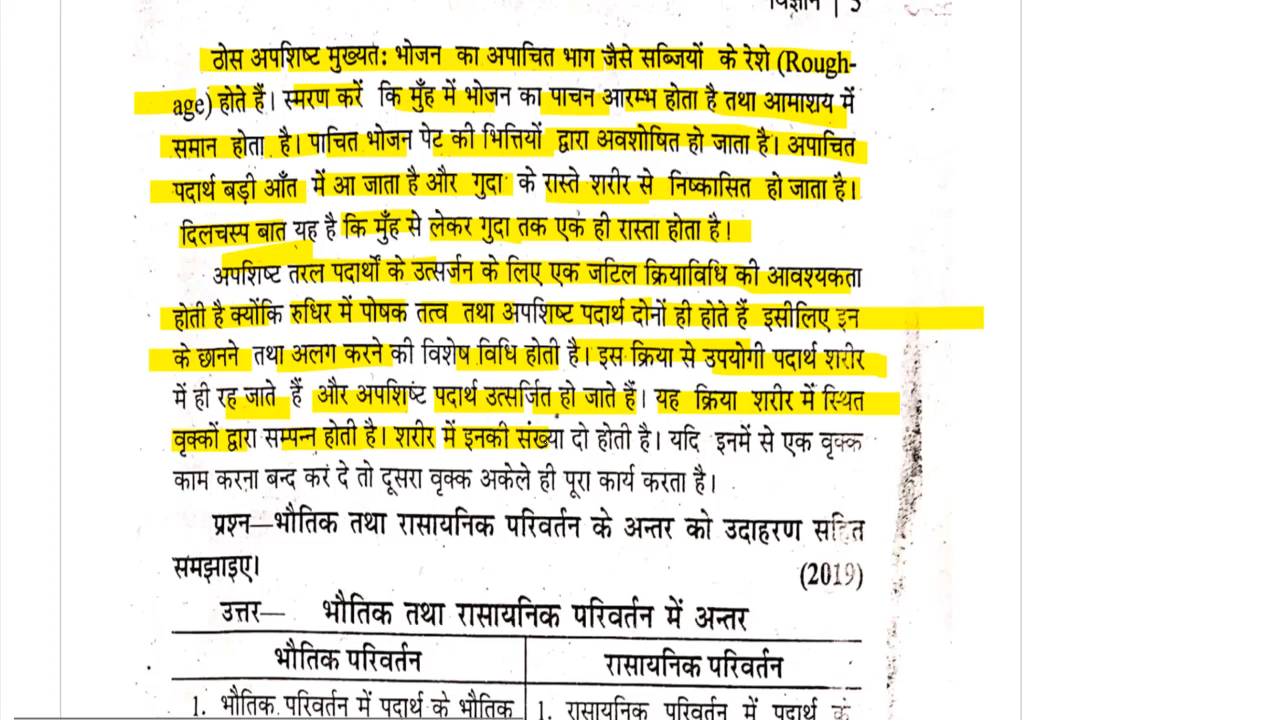 विज्ञान | 5
ठोस अपशिष्ट मुख्यत: भोजन का अपाचित भाग जैसे सब्जियों के रेशे (Rough-
age) होते हैं। स्मरण करें कि मुँह में भोजन का पाचन आरम्भ होता है तथा आमाशय में
समान होता है। पाचित भोजन पेट की भित्तियों द्वारा अवशोषित हो जाता है। अपाचित
पदार्थ बड़ी आँत में आ जाता है और गुदा के रास्ते शरीर से निष्कासित हो जाता है।
दिलचस्प बात यह है कि मुँह से लेकर गुदा तक एक ही रास्ता होता है।
अपशिष्ट तरल पदार्थों के उत्सर्जन के लिए एक जटिल क्रियाविधि की आवश्यकता
होती है क्योंकि रुधिर में पोषक तत्व तथा अपशिष्ट पदार्थ दोनों ही होते हैं इसीलिए इन
के छानने तथा अलग करने की विशेष विधि होती है। इस क्रिया से उपयोगी पदार्थ शरीर
में ही रह जाते हैं और अपशिष्ट पदार्थ उत्सर्जित हो जाते हैं। यह क्रिया शरीर में स्थित
वृक्कों द्वारा सम्पन्न होती है। शरीर में इनकी संख्या दो होती है। यदि इनमें से एक वृक्क
काम करना बन्द कर दे तो दूसरा वृक्क अकेले ही पूरा कार्य करता है।
प्रश्न—भौतिक तथा रासायनिक परिवर्तन के अन्तर को उदाहरण सहित
समझाइए। (2019)
उत्तर— भौतिक तथा रासायनिक परिवर्तन में अन्तर
भौतिक परिवर्तन रासायनिक परिवर्तन
1. भौतिक परिवर्तन में पदार्थ के भौतिक 1. रासायनिक परिवर्तन में पदार्थ के